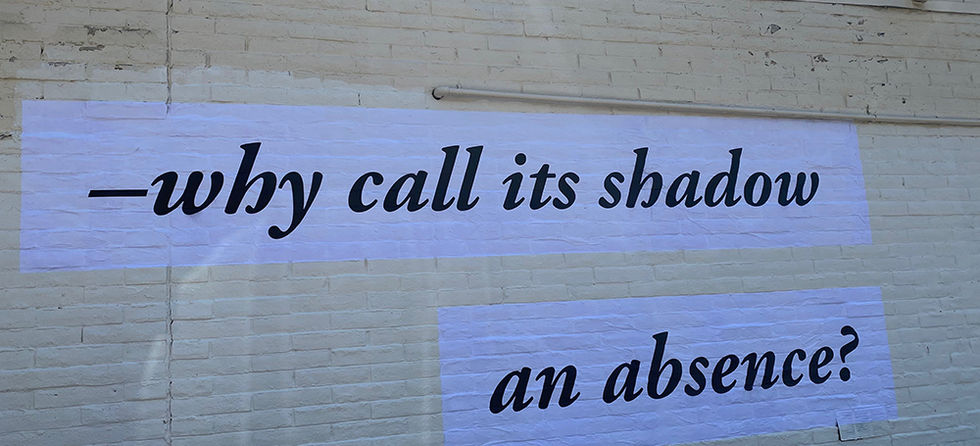 —why call its shadow
an absence?